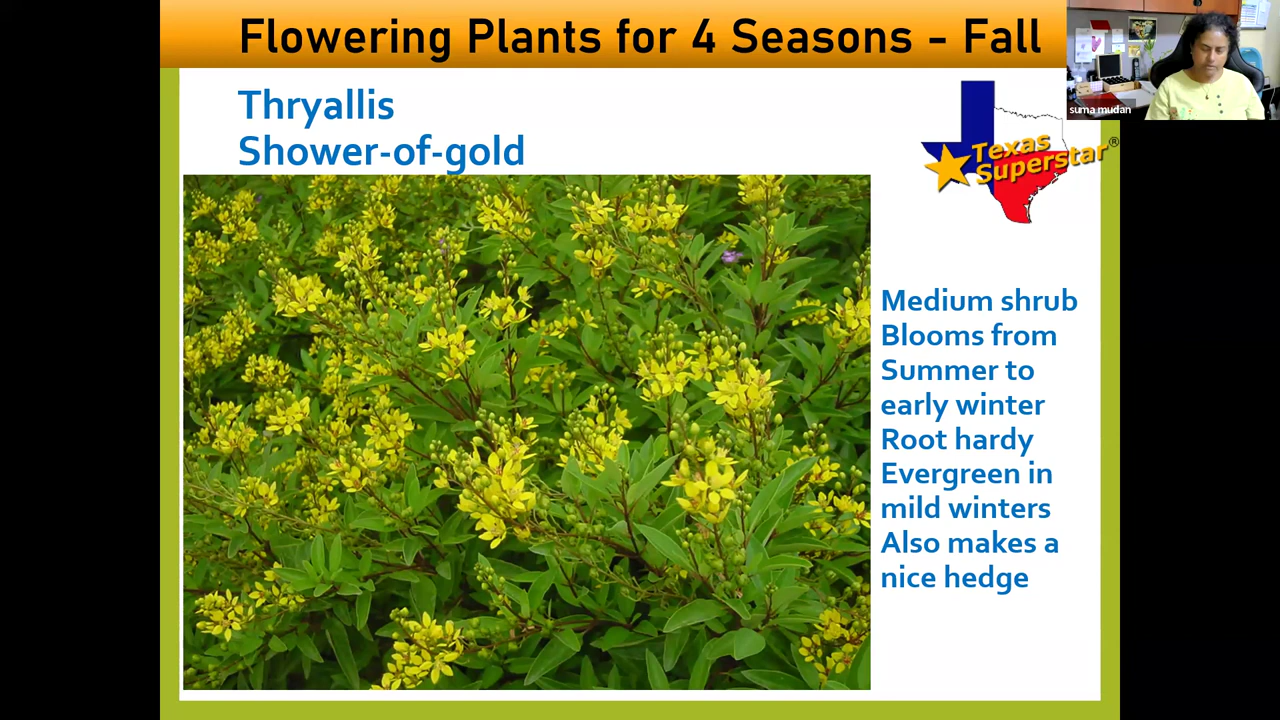 Flowering Plants for 4 Seasons - Fall
suma mudan
Thryallis
Shower-of-gold
Texas
Superstar®
Medium shrub
Blooms from
Summer to
early winter
Root hardy
Evergreen in
mild winters
Also makes a
nice hedge